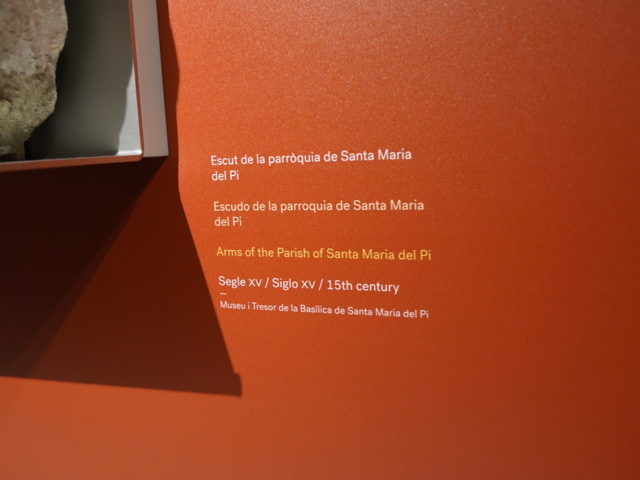 Escut de la parròquia de Santa Maria
del Pi
Escudo de la parroquia de Santa Maria
del Pi
Arms of the Parish of Santa Maria del Pi
Segle XV / Siglo XV / 15th century
Museu i Tresor de la Basílica de Santa Maria del Pi